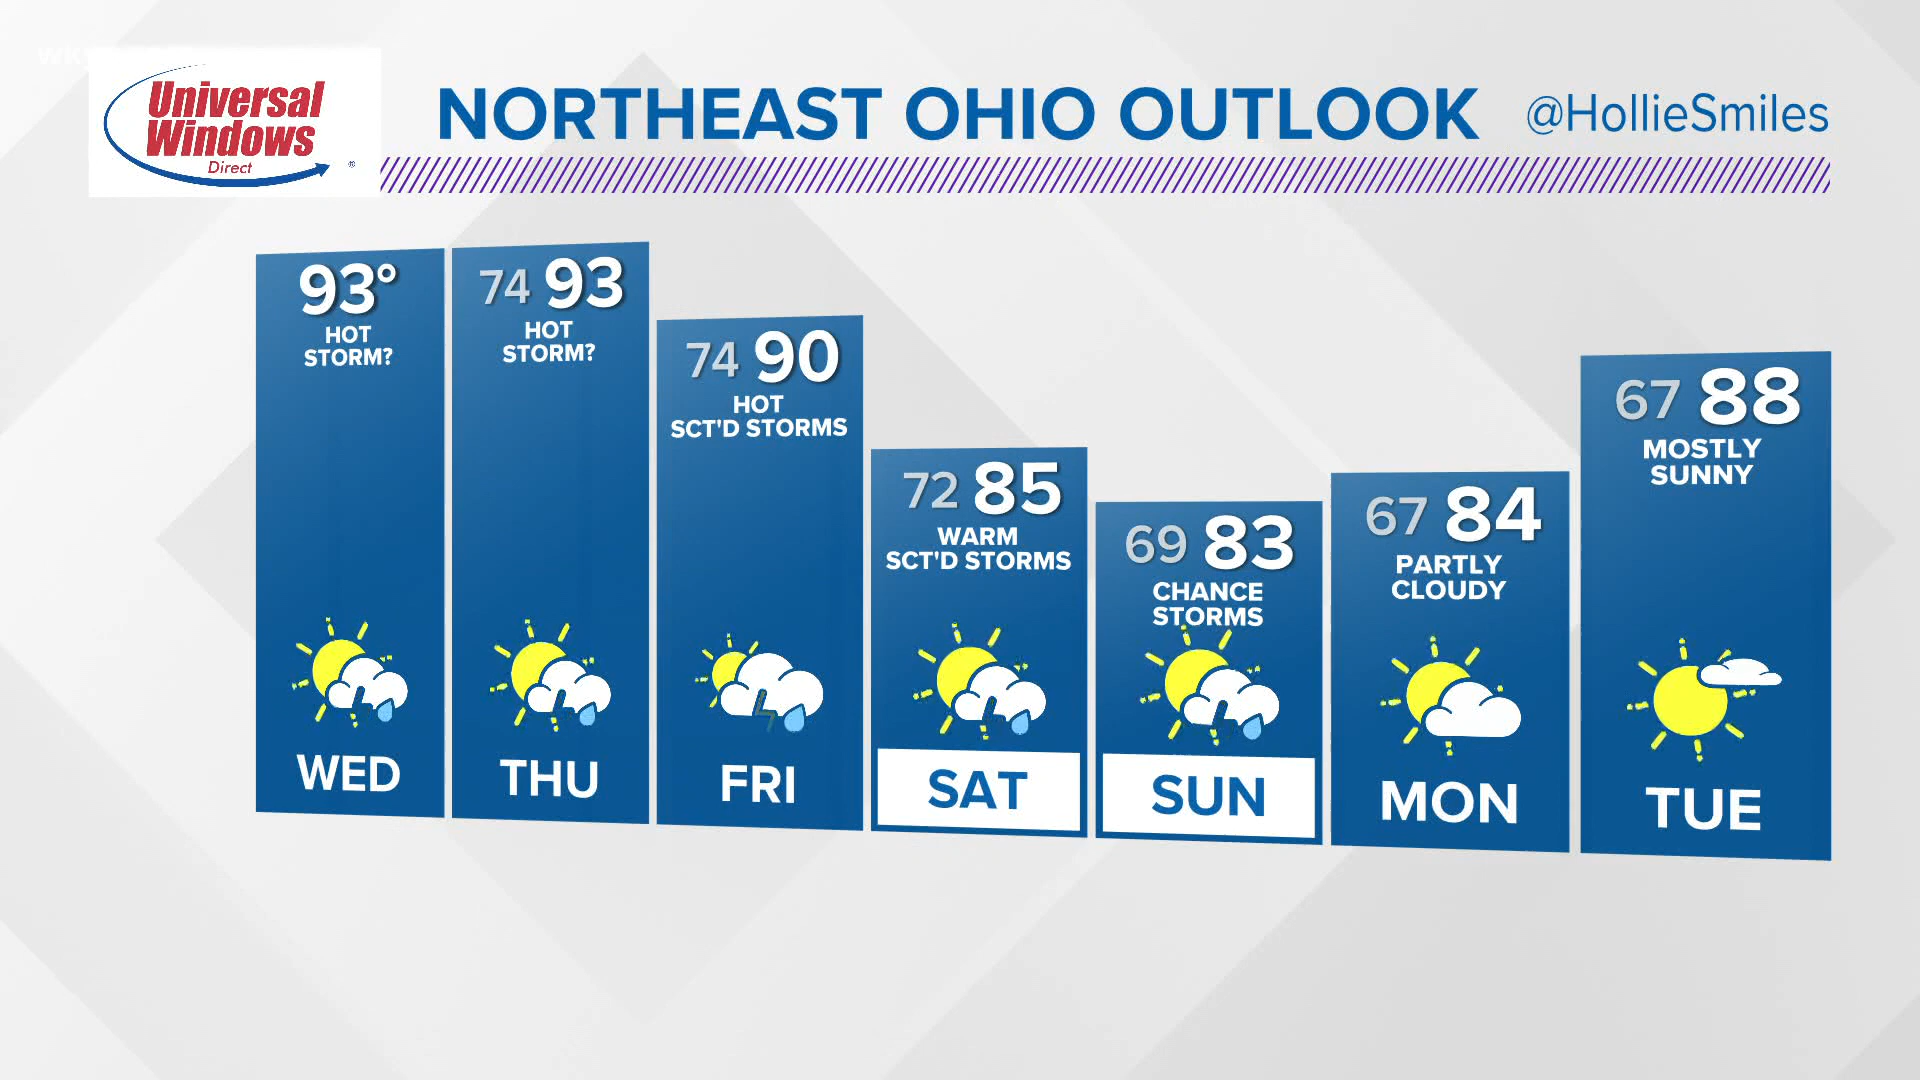 Universal
Windows
Direct
®
NORTHEAST OHIO OUTLOOK
@HollieSmiles
93°
HOT
STORM?
WED
74 93
HOT
STORM?
THU
74 90
HOT
SCT'D STORMS
FRI
72 85
WARM
SCT'D STORMS
SAT
69 83
CHANCE
STORMS
SUN
67 84
PARTLY
CLOUDY
MON
67 88
MOSTLY
SUNNY
TUE